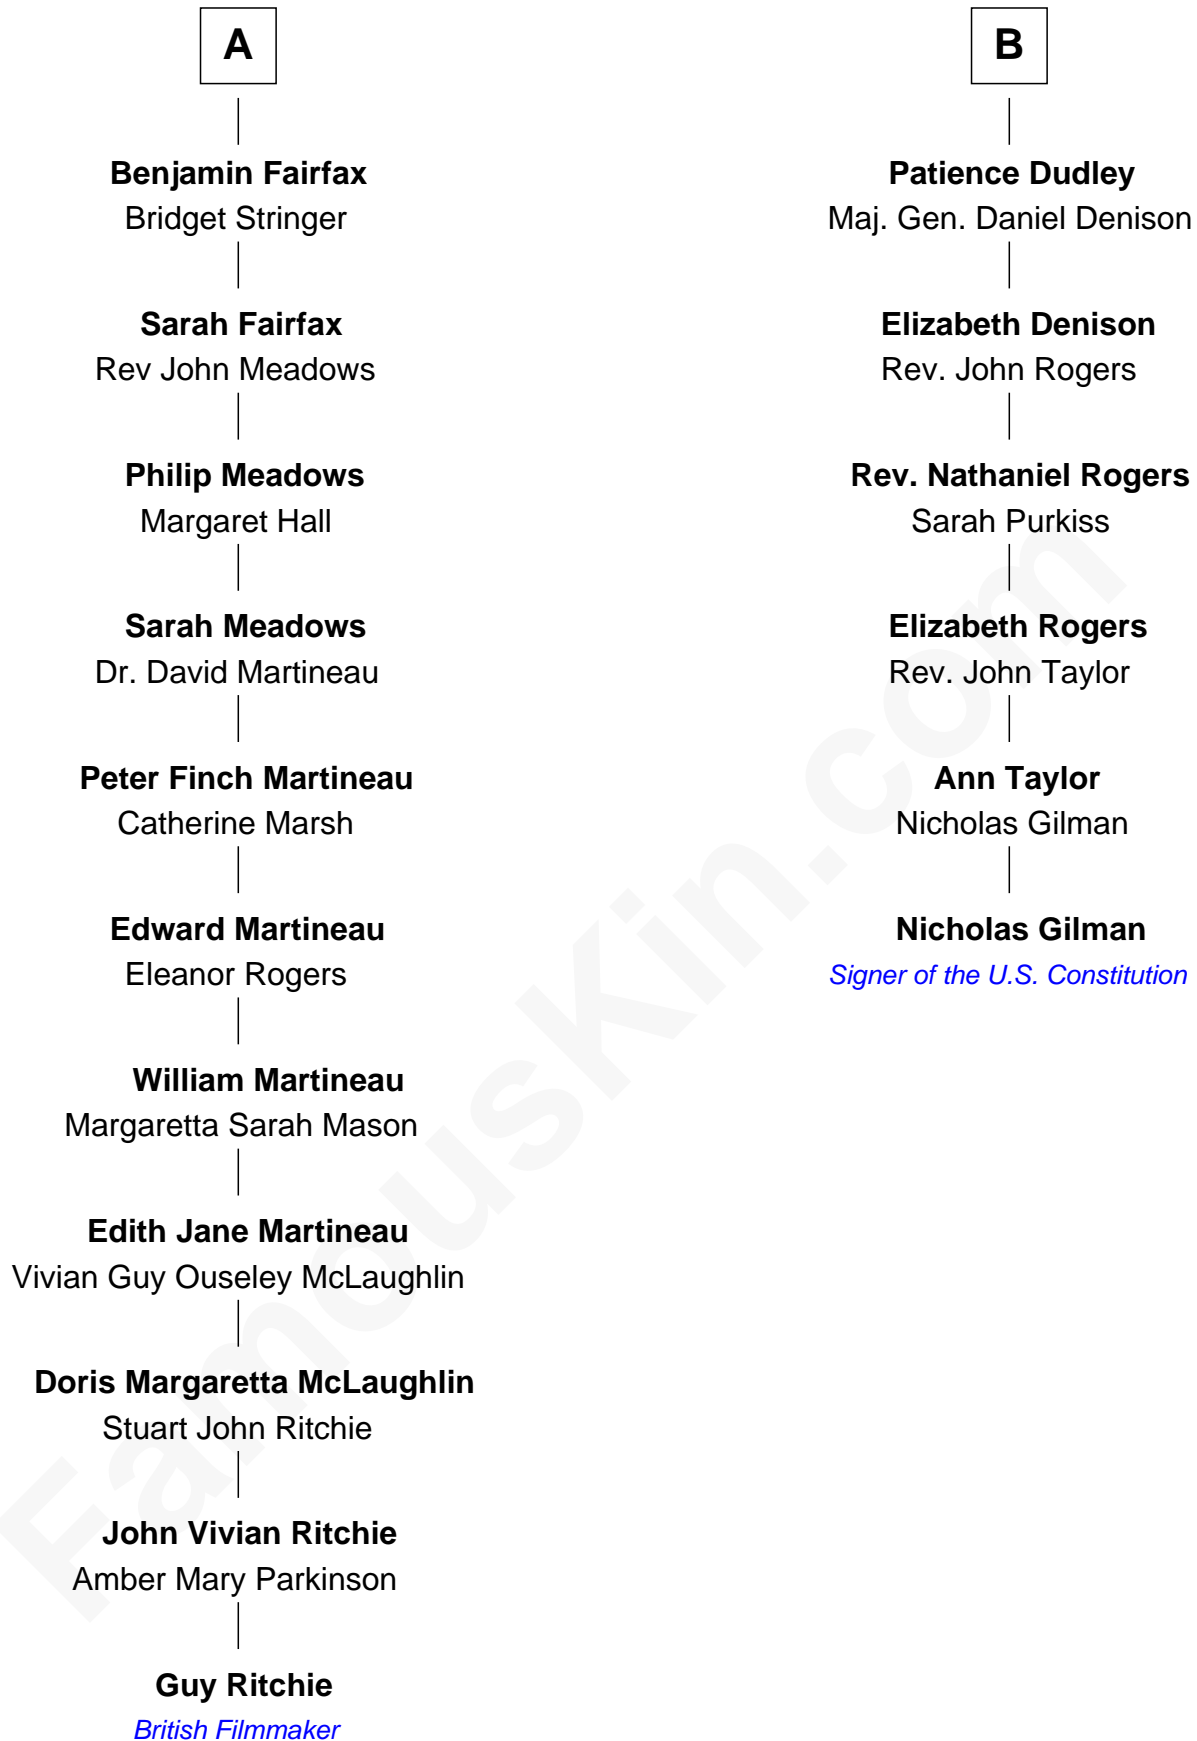 A
Benjamin Fairfax
Bridget Stringer
Sarah Fairfax
Rev John Meadows
Philip Meadows
Margaret Hall
Sarah Meadows
Dr. David Martineau
Peter Finch Martineau
Catherine Marsh
Edward Martineau
Eleanor Rogers
William Martineau
Margaretta Sarah Mason
Edith Jane Martineau
Vivian Guy Ouseley McLaughlin
Doris Margaretta McLaughlin
Stuart John Ritchie
John Vivian Ritchie
Amber Mary Parkinson
Guy Ritchie
British Filmmaker
B
Patience Dudley
Maj. Gen. Daniel Denison
Elizabeth Denison
Rev. John Rogers
Rev. Nathaniel Rogers
Sarah Purkiss
Elizabeth Rogers
Rev. John Taylor
Ann Taylor
Nicholas Gilman
Nicholas Gilman
Signer of the U.S. Constitution
FamousKin.com